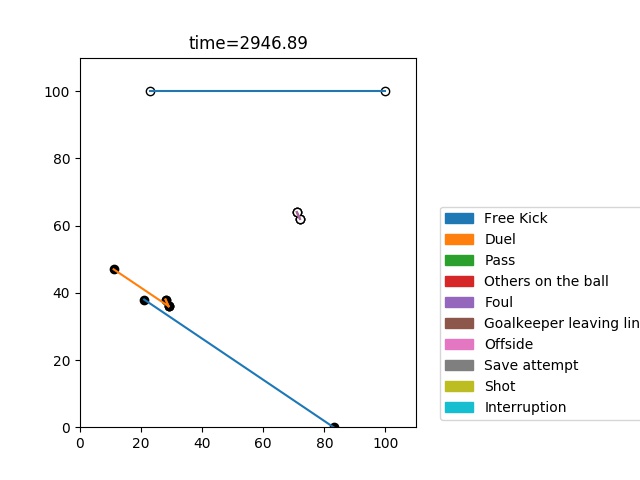 time=2946.89
100
80
60
40
20
0
0 20 40 60 80 100
Free Kick
Duel
Pass
Others on the ball
Foul
Goalkeeper leaving lin
Offside
Save attempt
Shot
Interruption